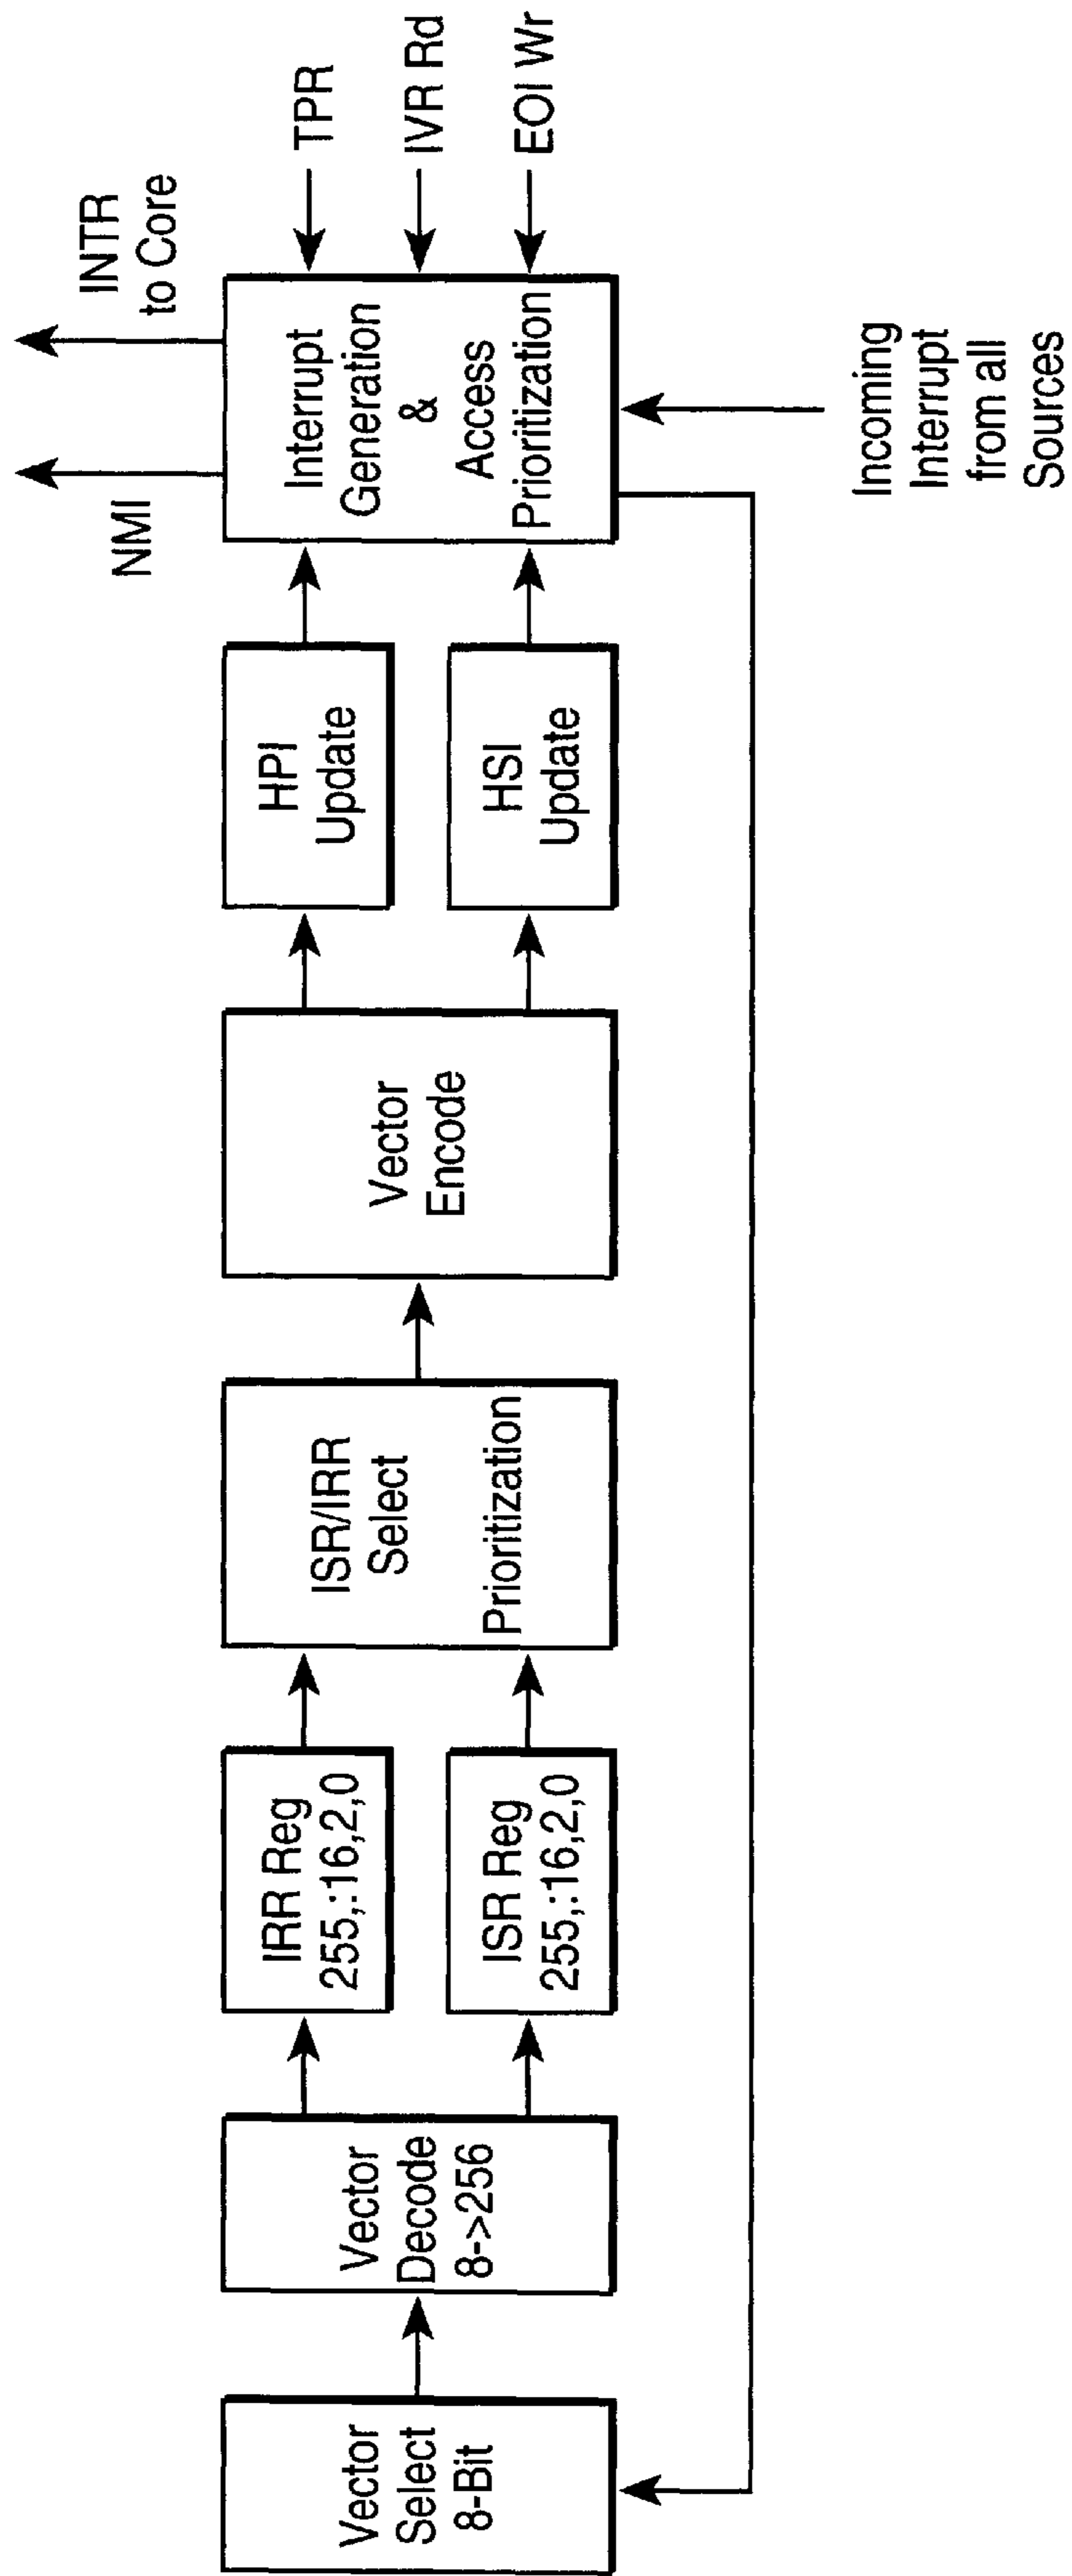 Vector
Select
8-Bit
Vector
Decode
8->256
IRR Reg
255,:16,2,0
ISR Reg
255,:16,2,0
ISR/IRR
Select
Prioritization
Vector
Encode
HPI
Update
HSI
Update
NMI
INTR
to Core
Interrupt
Generation
&
Access
Prioritization
TPR
IVR Rd
EOI Wr
Incoming
Interrupt
from all
Sources